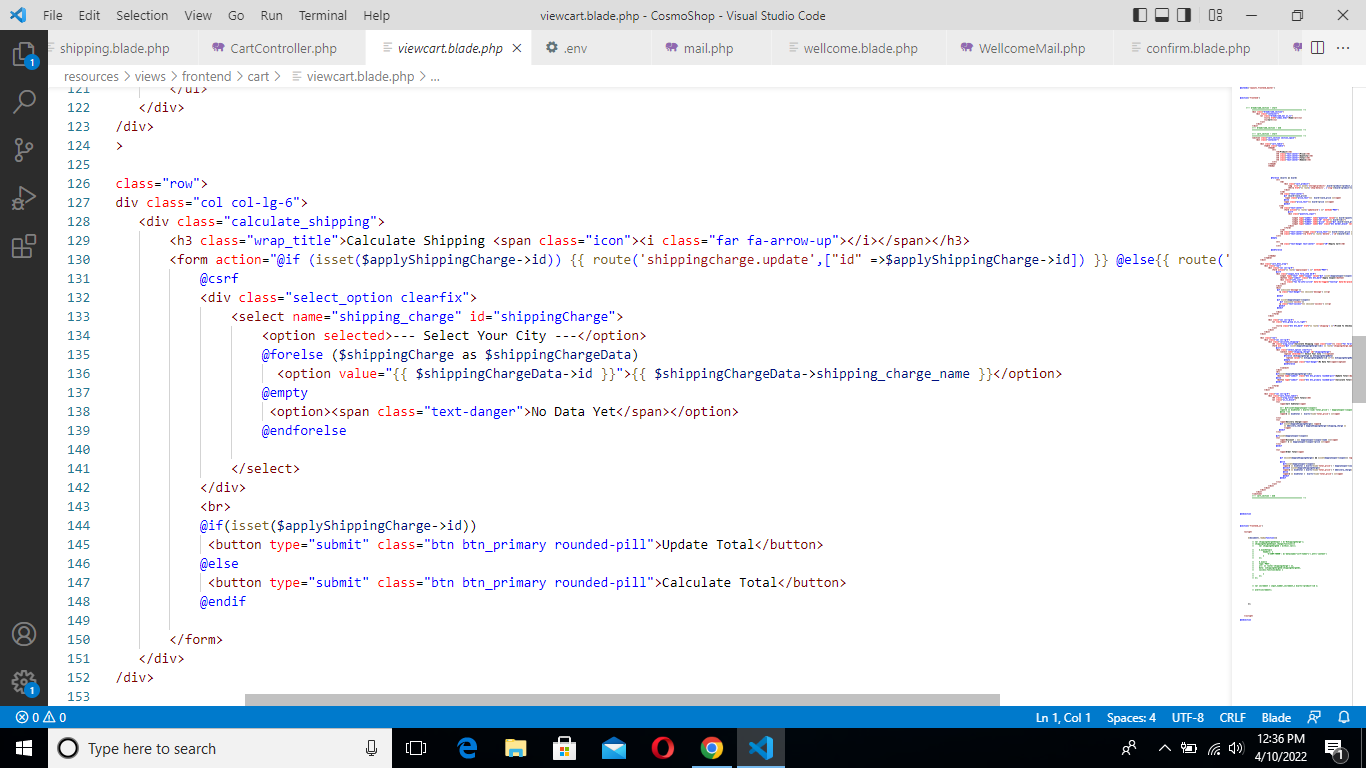 File Edit Selection View Go Run Terminal Help viewcart.blade.php - CosmoShop - Visual Studio Code
shipping.blade.php CartController.php viewcart.blade.php .env mail.php wellcome.blade.php WellcomeMail.php confirm.blade.php
resources > views > frontend > cart > viewcart.blade.php > ...
121 </ul>
122 </div>
123 /div>
124 >
125
126 class="row">
127 div class="col col-lg-6">
128 <div class="calculate_shipping">
129 <h3 class="wrap_title">Calculate Shipping <span class="icon"><i class="far fa-arrow-up"></i></span></h3>
130 <form action="@if (isset($applyShippingCharge->id)) {{ route('shippingcharge.update',["id" =>$applyShippingCharge->id]) }} @else{{ route('
131 @csrf
132 <div class="select_option clearfix">
133 <select name="shipping_charge" id="shippingCharge">
134 <option selected>--- Select Your City ---</option>
135 @forelse ($shippingCharge as $shippingChargeData)
136 <option value="{{ $shippingChargeData->id }}">{{ $shippingChargeData->shipping_charge_name }}</option>
137 @empty
138 <option><span class="text-danger">No Data Yet</span></option>
139 @endforelse
140
141 </select>
142 </div>
143 <br>
144 @if(isset($applyShippingCharge->id))
145 <button type="submit" class="btn btn_primary rounded-pill">Update Total</button>
146 @else
147 <button type="submit" class="btn btn_primary rounded-pill">Calculate Total</button>
148 @endif
149
150 </form>
151 </div>
152 /div>
153
0 0 Ln 1, Col 1 Spaces: 4 UTF-8 CRLF Blade
Type here to search
12:36 PM
4/10/2022
1
1
1